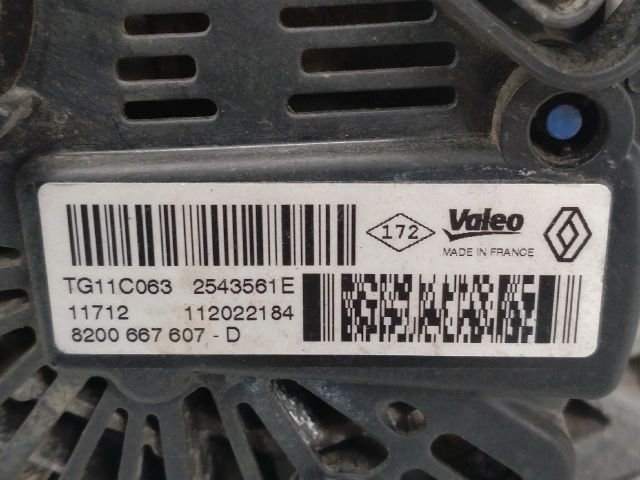 172 Valeo
MADE IN FRANCE
TG11C063 2543561E
11712 112022184
8200 667 607 - D